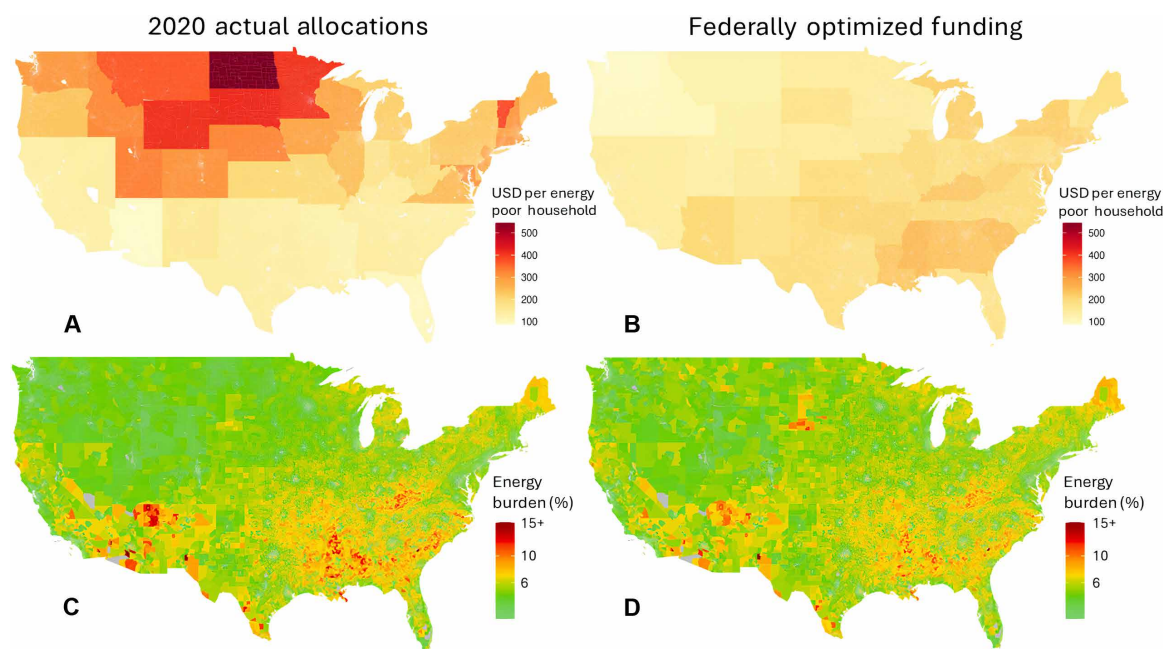 2020 actual allocations
Federally optimized funding
USD per energy
poor household
500
400
300
200
100
A
USD per energy
poor household
500
400
300
200
100
B
Energy
burden (%)
15+
10
6
C
Energy
burden (%)
15+
10
6
D